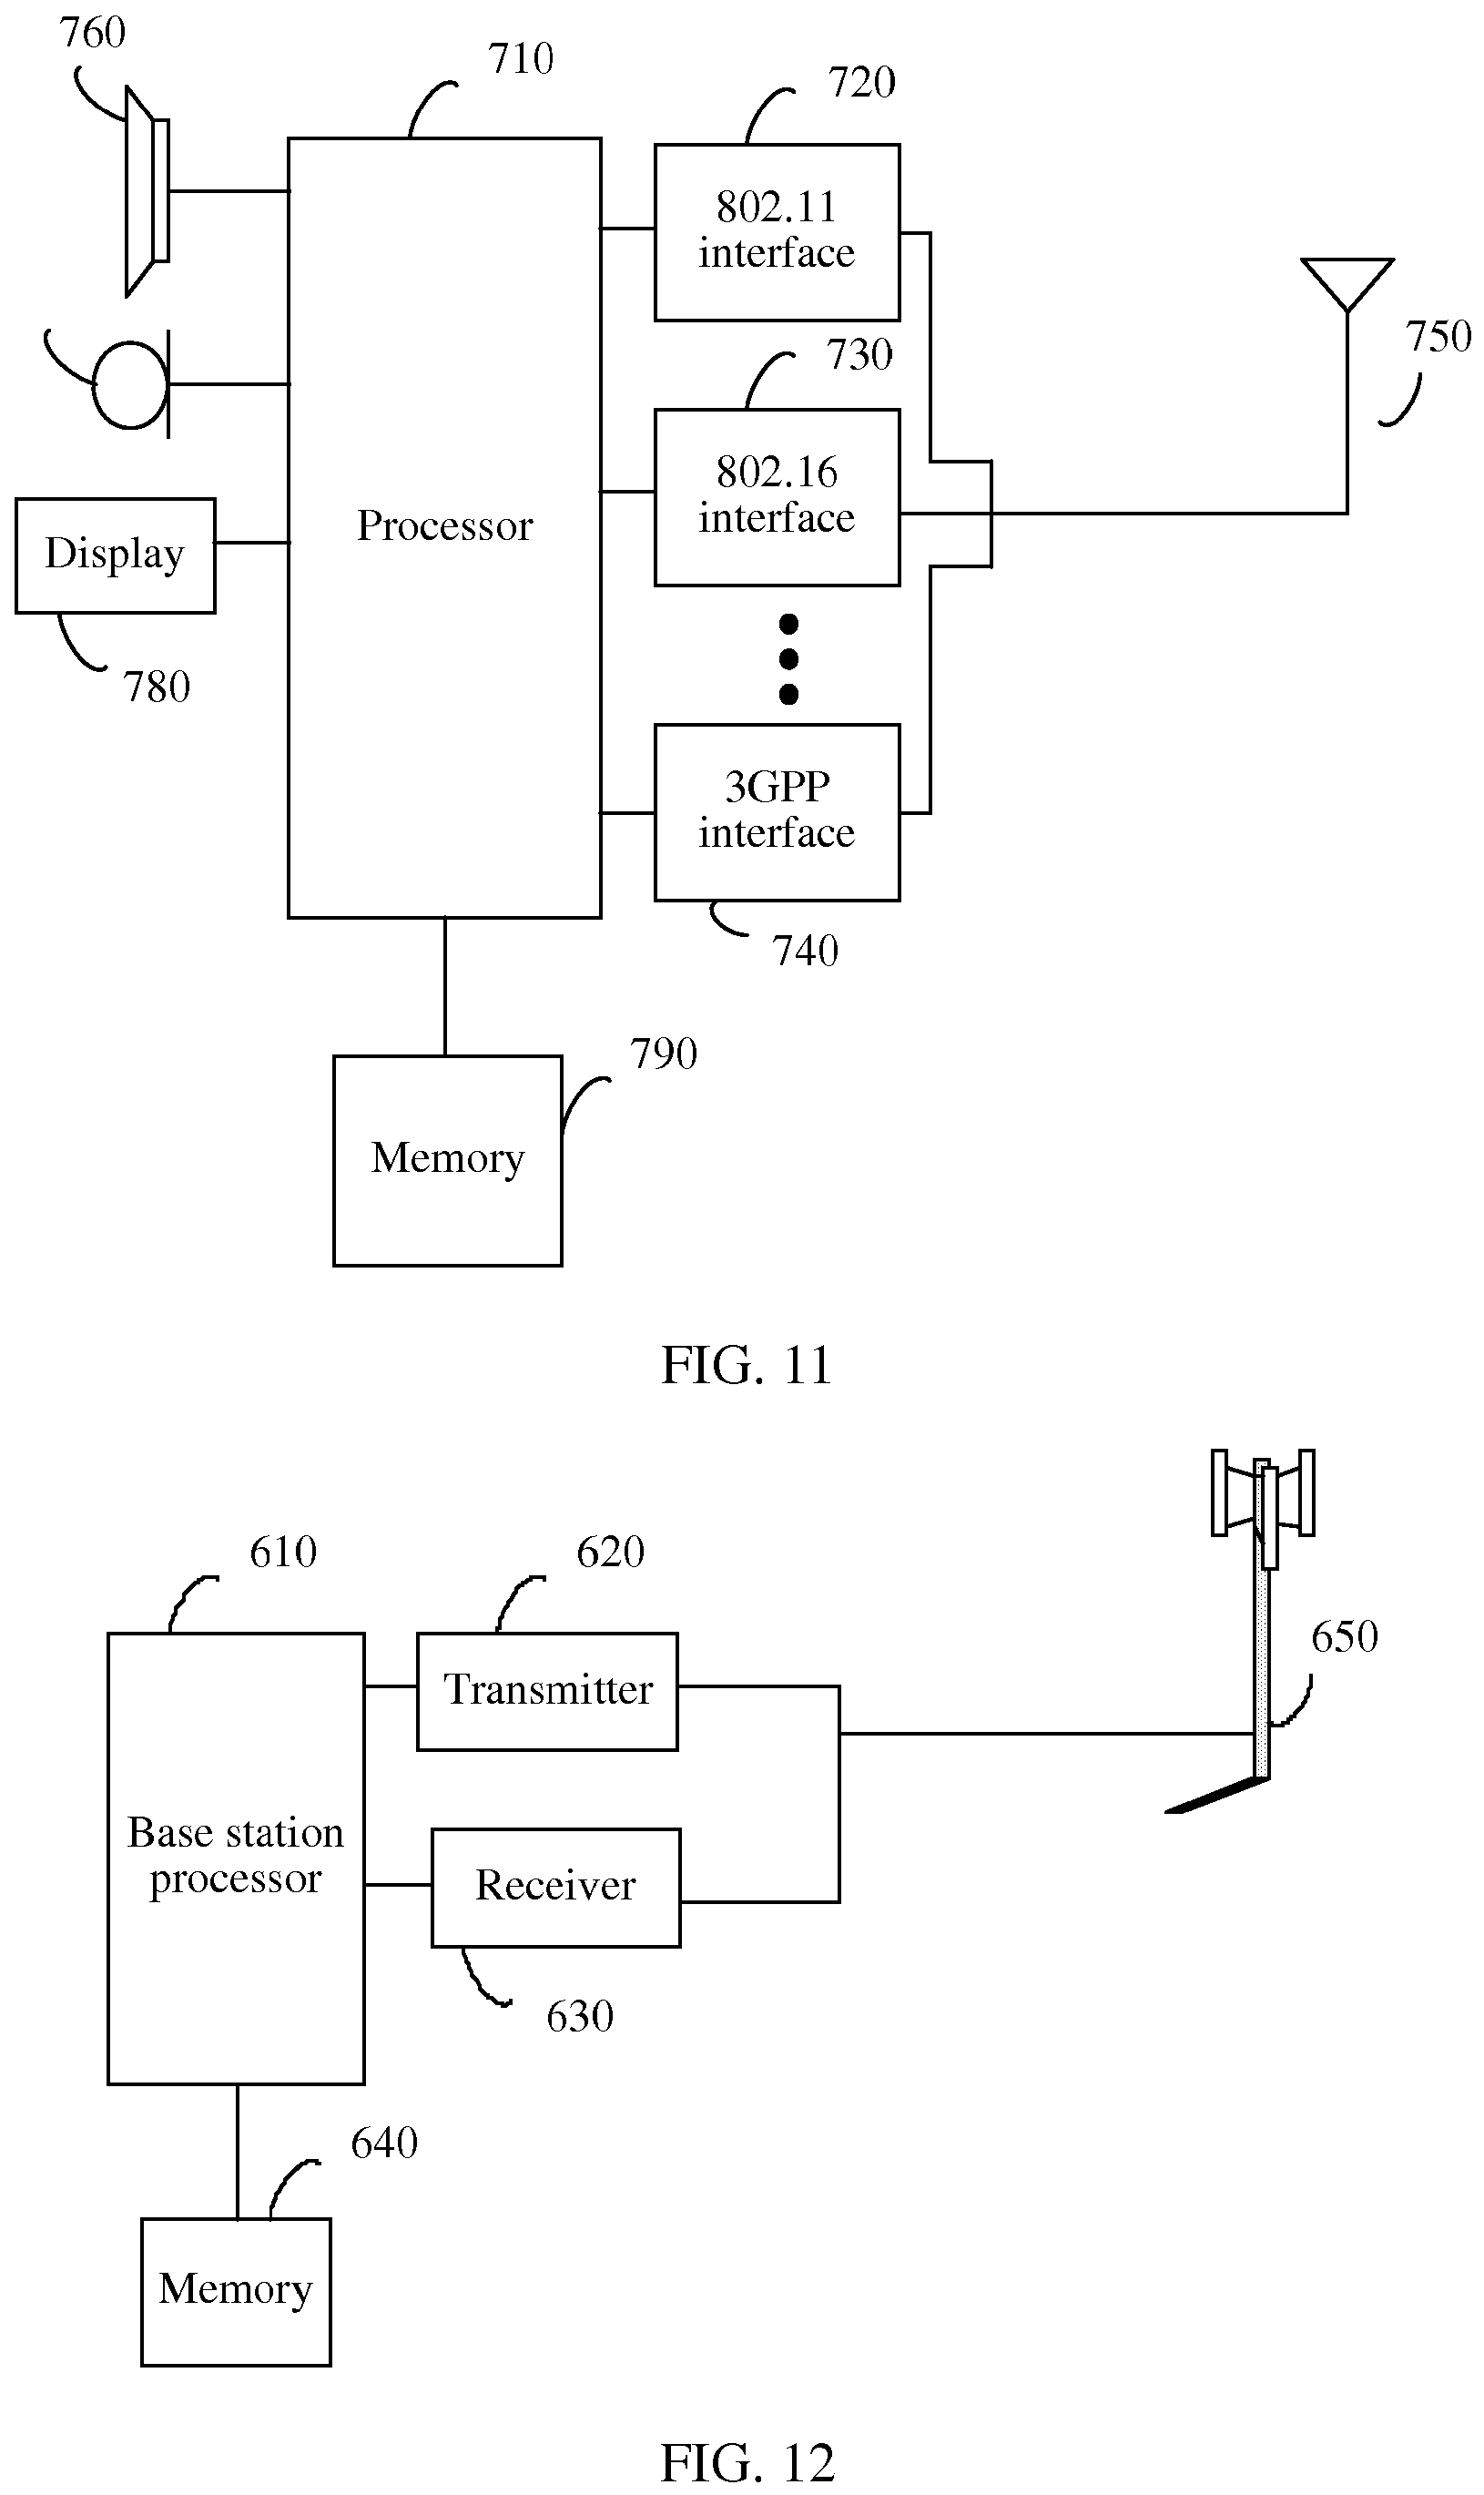 760
710
720
802.11
interface
730
750
802.16
interface
Processor
Display
780
3GPP
interface
740
790
Memory
FIG. 11
610
620
650
Transmitter
Base station
processor
Receiver
630
640
Memory
FIG. 12